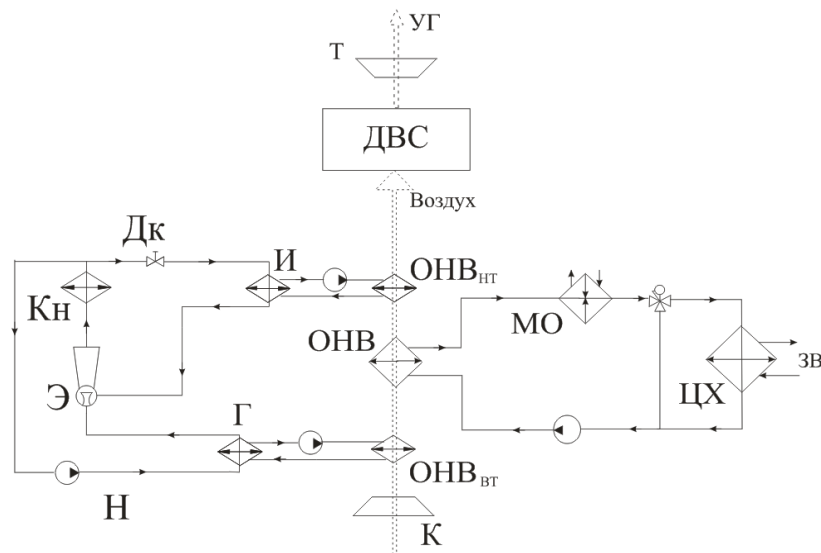 УГ
Т
ДВС
Воздух
Дк
И
ОНВнт
Кн
ОНВ
МО
Э
ЦХ
ЗВ
Г
ОНВвт
Н
К